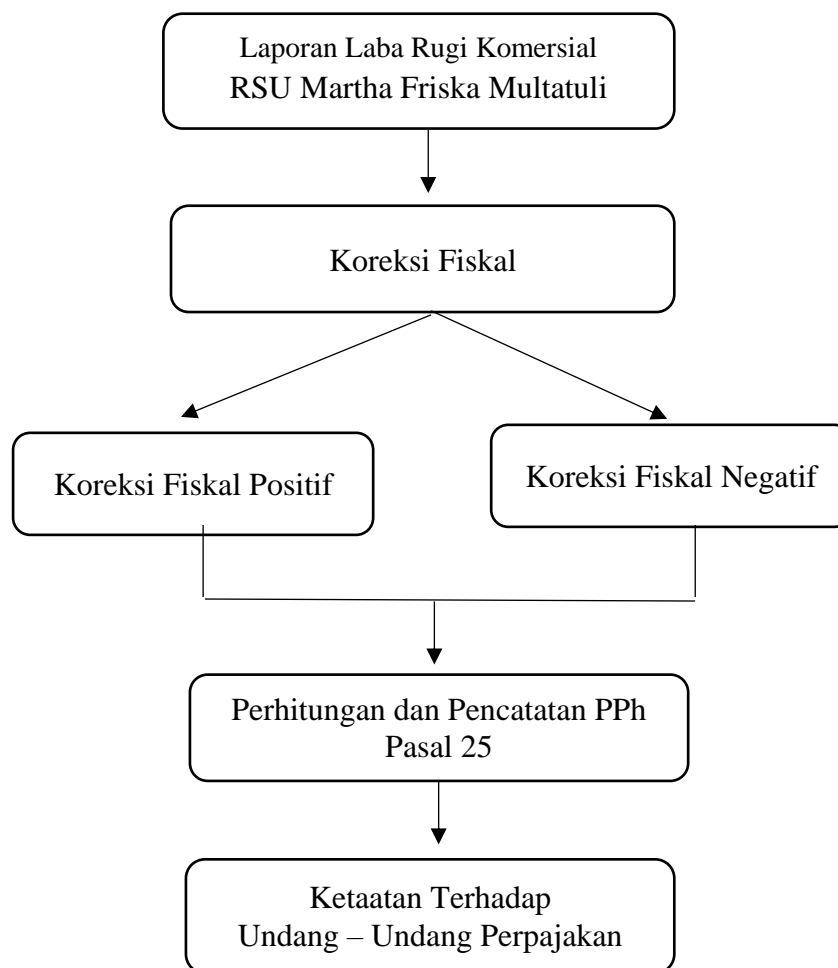 Laporan Laba Rugi Komersial
RSU Martha Friska Multatuli
Koreksi Fiskal
Koreksi Fiskal Positif
Koreksi Fiskal Negatif
Perhitungan dan Pencatatan PPh
Pasal 25
Ketaatan Terhadap
Undang – Undang Perpajakan